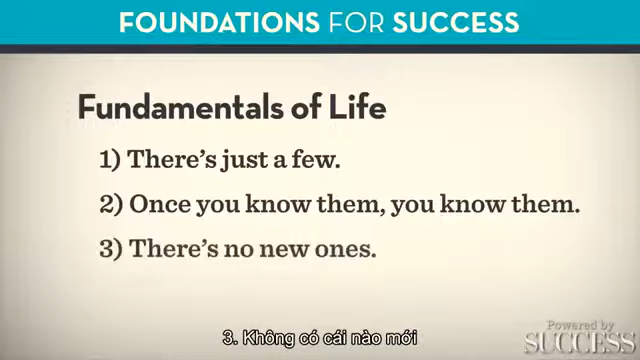 FOUNDATIONS FOR SUCCESS
Fundamentals of Life
1) There's just a few.
2) Once you know them, you know them.
3) There's no new ones.
3. Không có cái nào mới
Powered by
SUCCESS